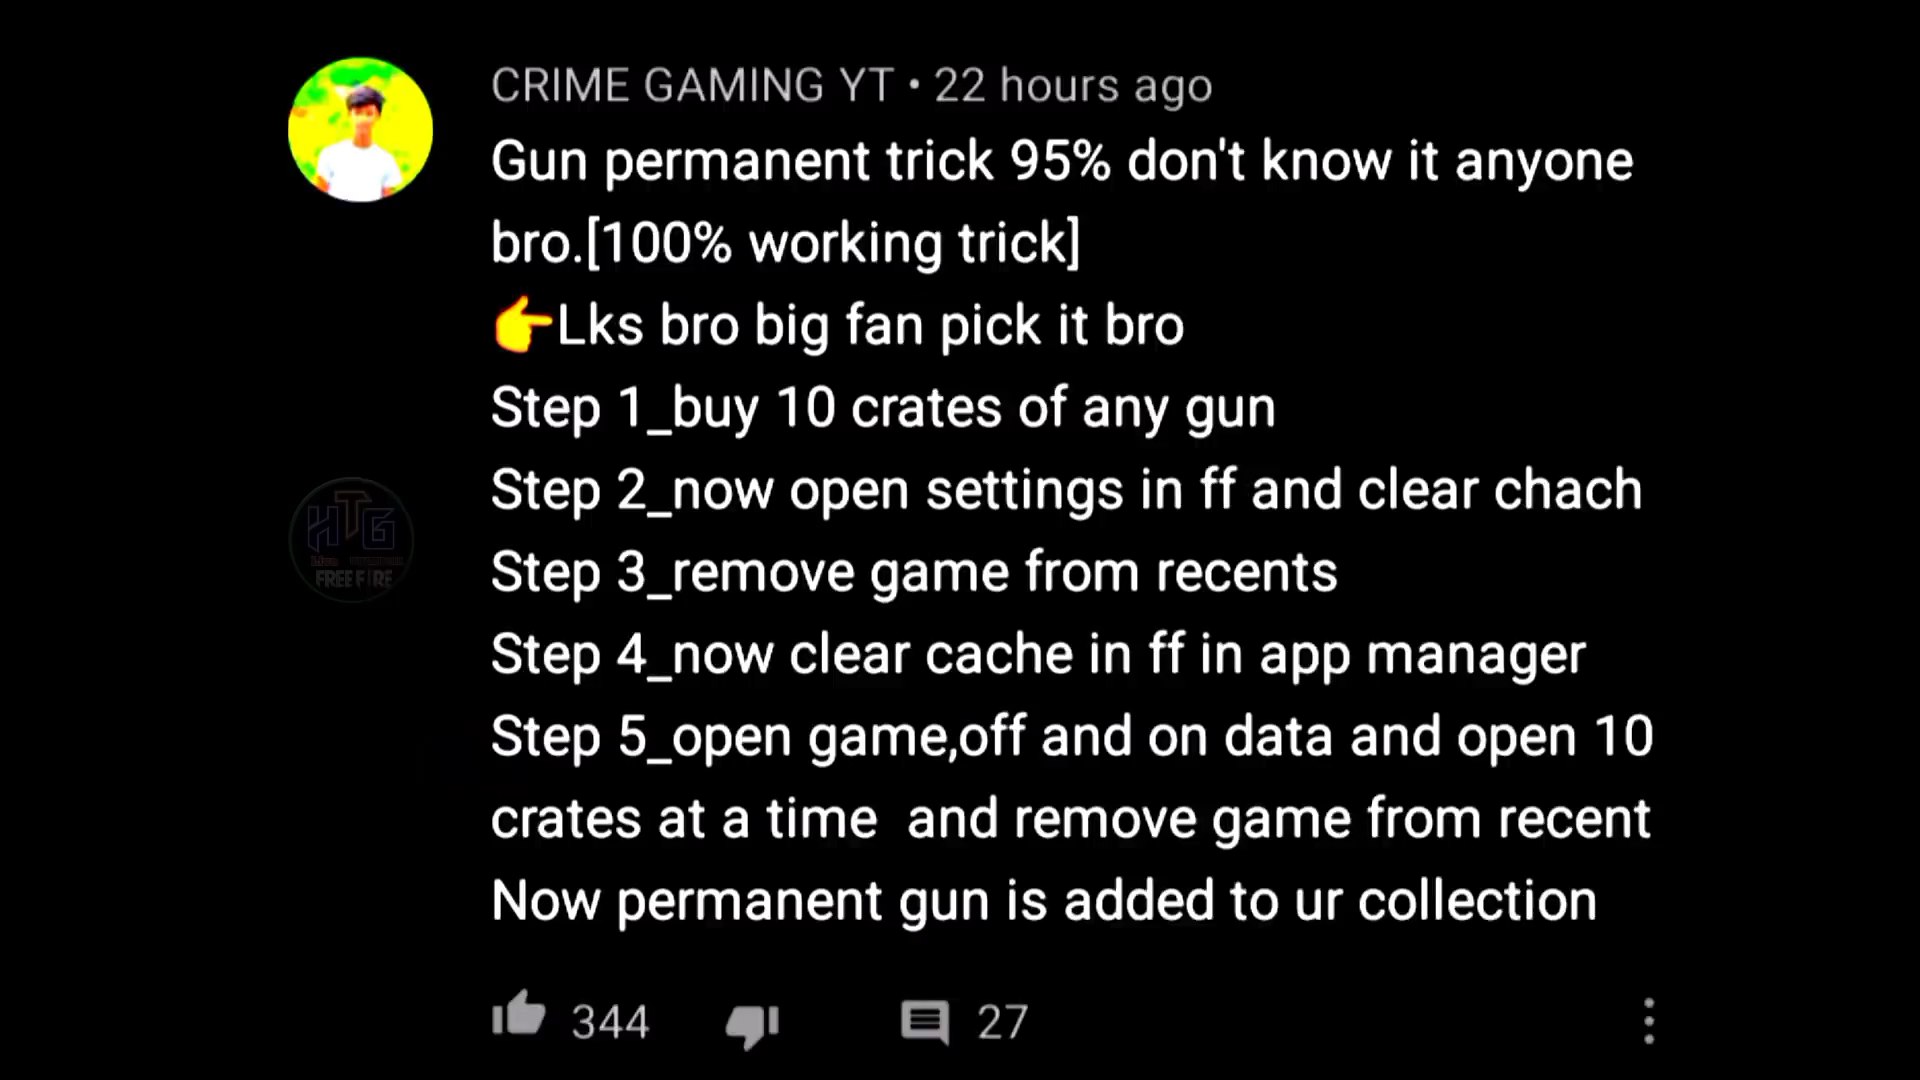 CRIME GAMING YT • 22 hours ago
Gun permanent trick 95% don't know it anyone
bro.[100% working trick]
👉Lks bro big fan pick it bro
Step 1_buy 10 crates of any gun
Step 2_now open settings in ff and clear chach
Step 3_remove game from recents
Step 4_now clear cache in ff in app manager
Step 5_open game,off and on data and open 10
crates at a time  and remove game from recent
Now permanent gun is added to ur collection
344
27
HTG
FREE FIRE